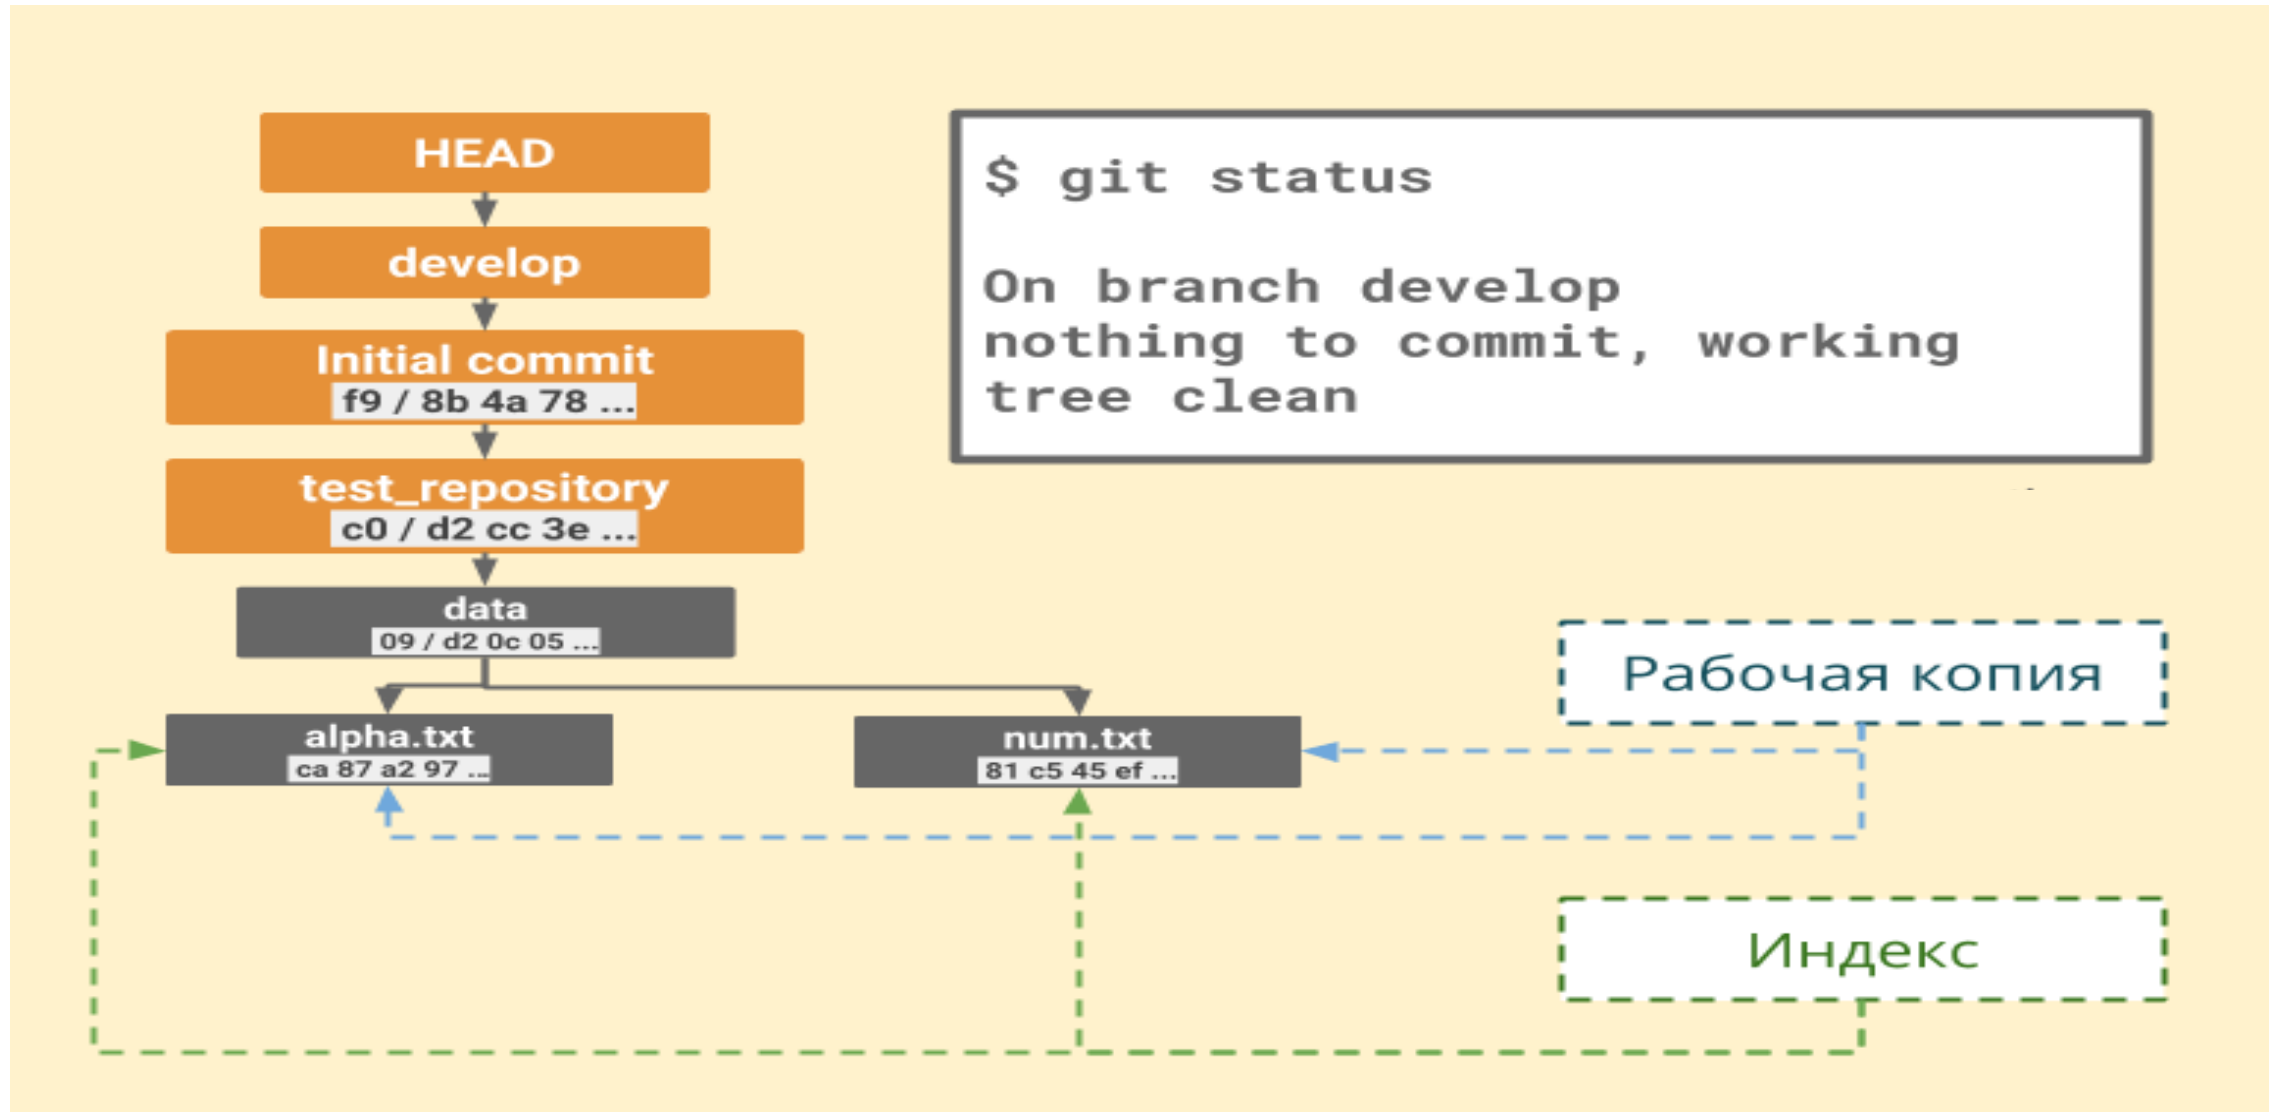 HEAD
develop
Initial commit
f9 / 8b 4a 78 ...
test_repository
c0 / d2 cc 3e ...
data
09 / d2 0c 05 ...
alpha.txt
ca 87 a2 97 ...
num.txt
81 c5 45 ef ...
$ git status
On branch develop
nothing to commit, working
tree clean
Рабочая копия
Индекс